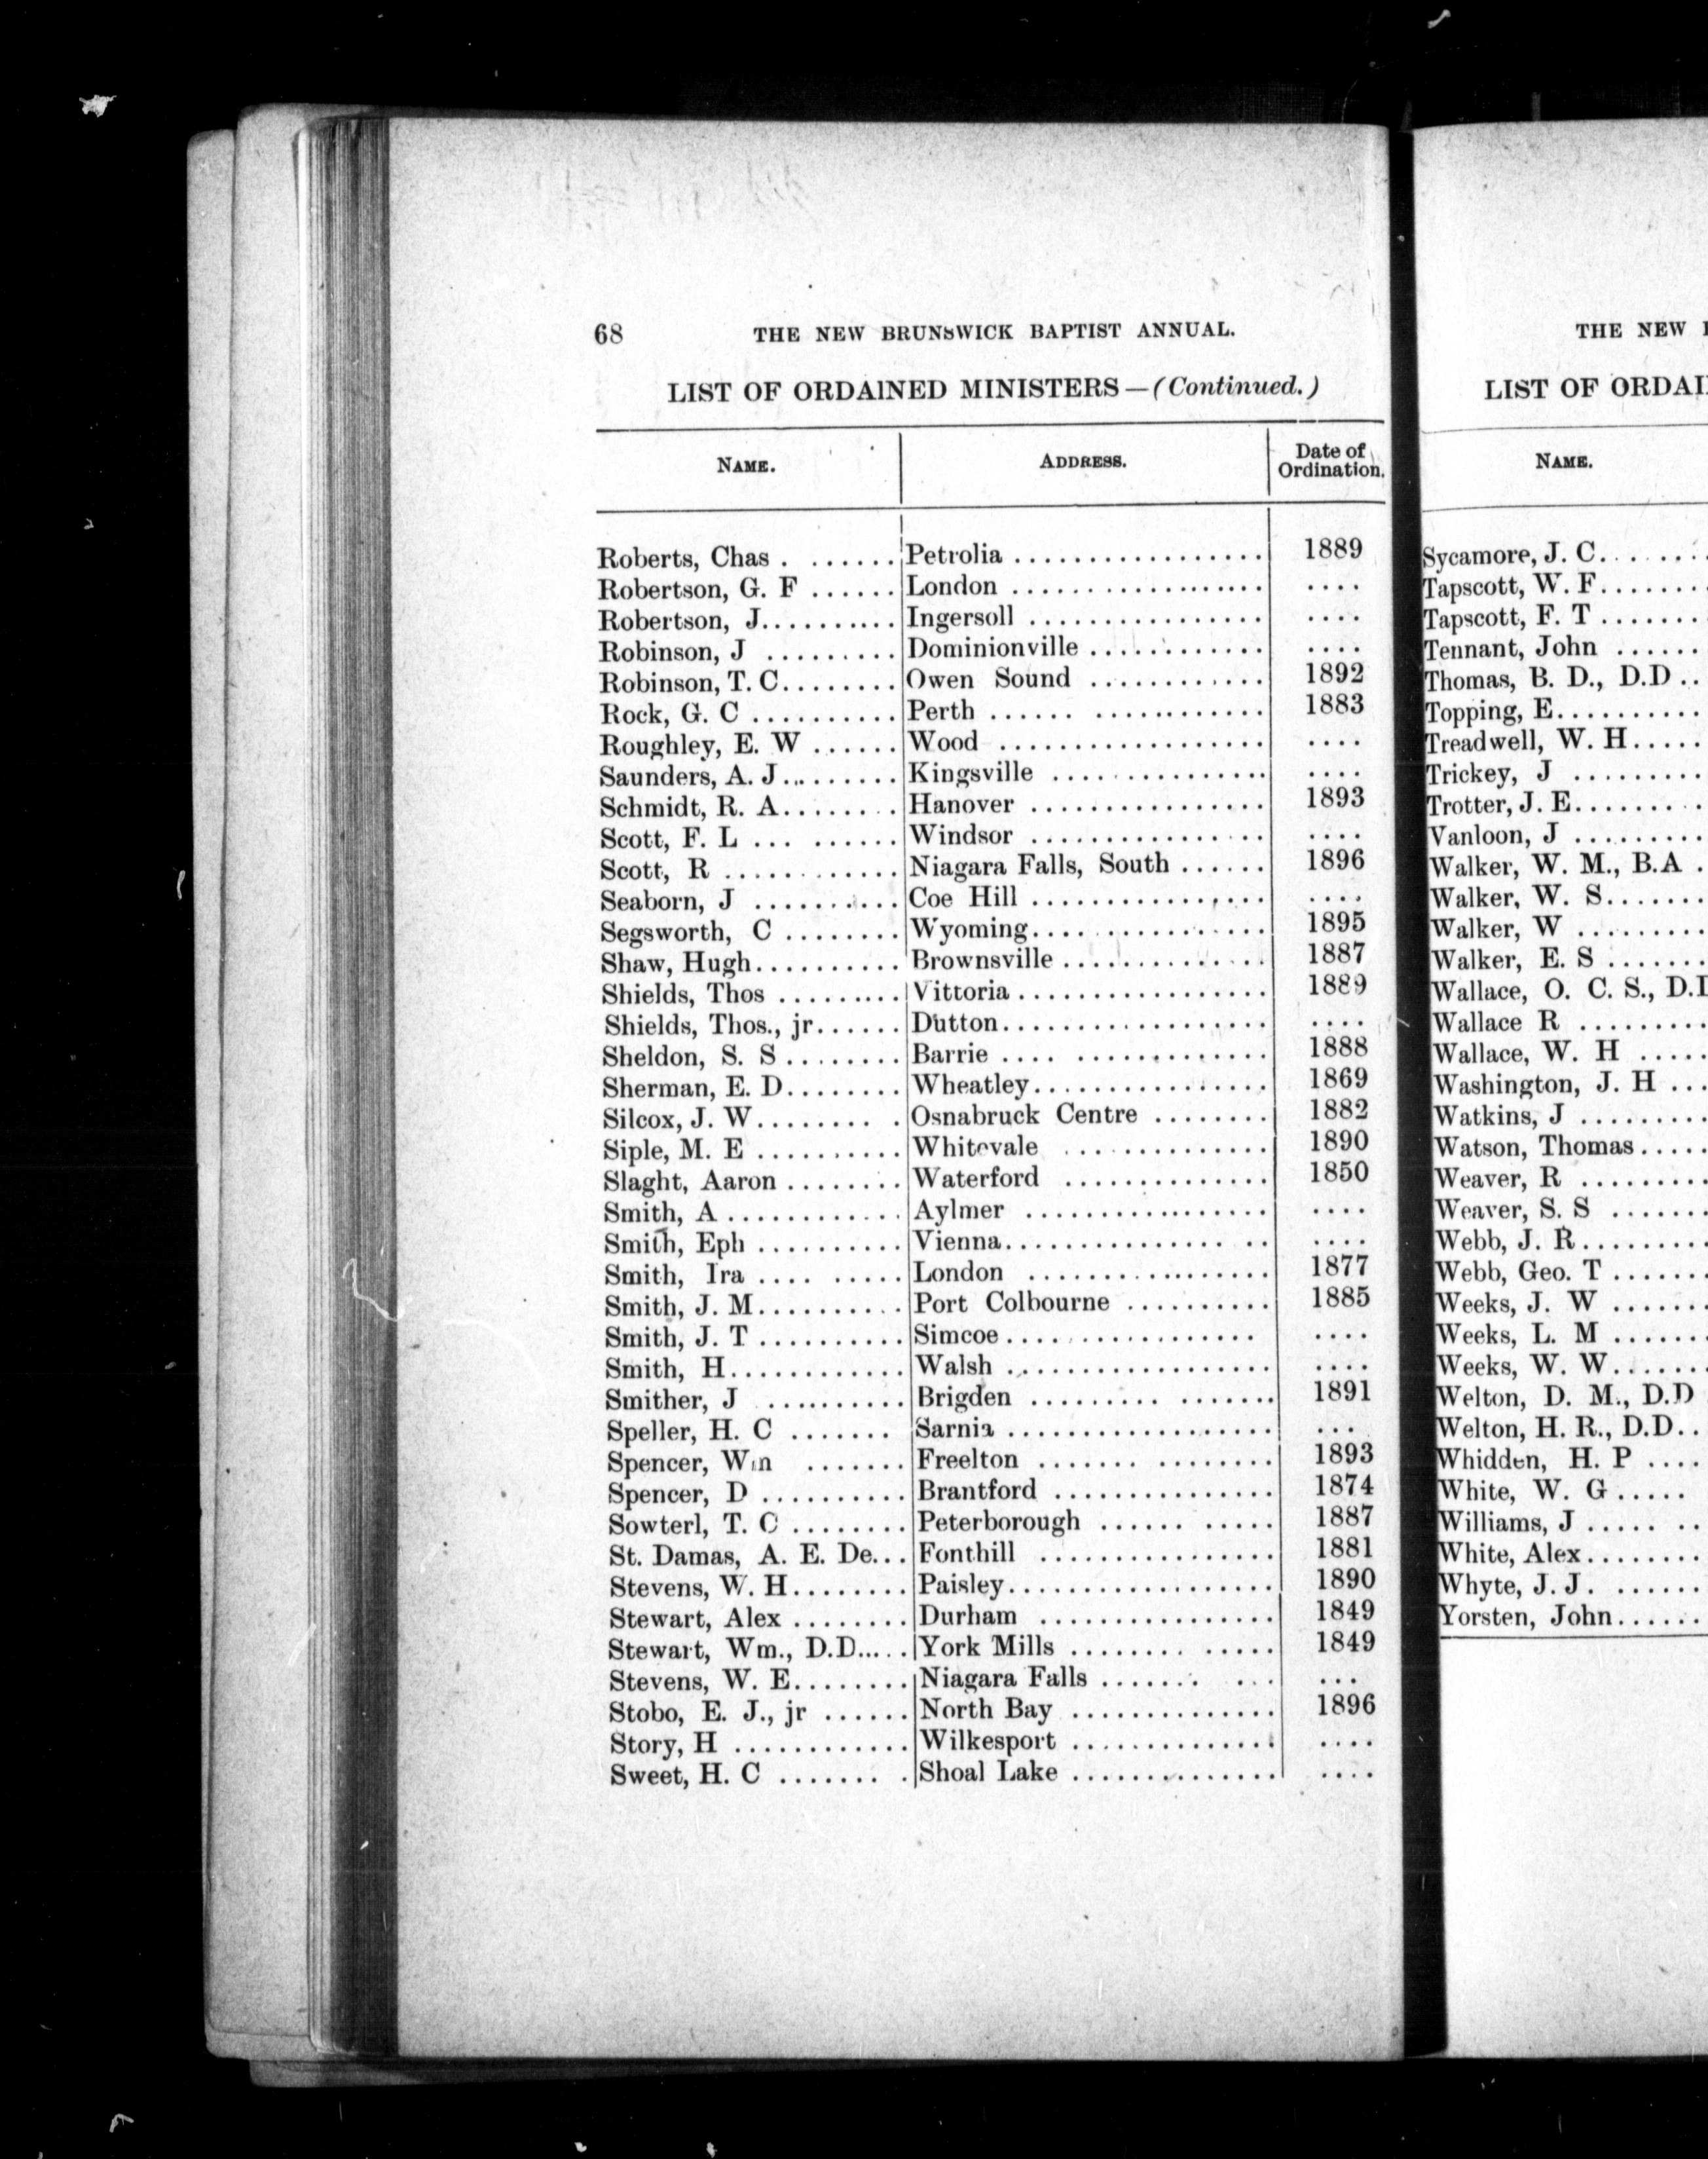 68 THE NEW BRUNSWICK BAPTIST ANNUAL.
LIST OF ORDAINED MINISTERS—(Continued.)
NAME. ADDRESS. Date of Ordination.
Roberts, Chas . ...... Petrolia ................. 1889
Robertson, G. F ...... London ................. ....
Robertson, J.......... Ingersoll ................ ....
Robinson, J ......... Dominionville ............ ....
Robinson, T. C........ Owen Sound ............ 1892
Rock, G. C .......... Perth ...... ............ 1883
Roughley, E. W ...... Wood .................. ....
Saunders, A. J........ Kingsville ............... ....
Schmidt, R. A........ Hanover ................ 1893
Scott, F. L ... ...... Windsor ................ ....
Scott, R ............ Niagara Falls, South ...... 1896
Seaborn, J .......... Coe Hill ................ ....
Segsworth, C ........ Wyoming................ 1895
Shaw, Hugh.......... Brownsville .............. 1887
Shields, Thos ......... Vittoria ................. 1889
Shields, Thos., jr...... Dutton.................. ....
Sheldon, S. S ........ Barrie .... ............. 1888
Sherman, E. D........ Wheatley................ 1869
Silcox, J. W........ . Osnabruck Centre ........ 1882
Siple, M. E .......... Whitevale .............. 1890
Slaght, Aaron ........ Waterford .............. 1850
Smith, A ............ Aylmer ................. ....
Smith, Eph .......... Vienna................ .. ....
Smith, Ira .... ..... London ................. 1877
Smith, J. M.......... Port Colbourne .......... 1885
Smith, J. T .......... Simcoe ................. ....
Smith, H............ Walsh .................. ....
Smither, J .......... Brigden ......... ....... 1891
Speller, H. C ....... Sarnia .................. ...
Spencer, Wm ....... Freelton ....... ........ 1893
Spencer, D .......... Brantford ............... 1874
Sowterl, T. C ........ Peterborough ...... ..... 1887
St. Damas, A. E. De... Fonthill ................ 1881
Stevens, W. H........ Paisley.................. 1890
Stewart, Alex ........ Durham ................ 1849
Stewart, Wm., D.D..... York Mills ........ ..... 1849
Stevens, W. E........ Niagara Falls ....... ... ...
Stobo, E. J., jr ...... North Bay .............. 1896
Story, H ............ Wilkesport .............. ....
Sweet, H. C ....... . Shoal Lake .............. ....
THE NEW
LIST OF
NAME.
Sycamore, J. C.......
Tapscott, W. F.......
Tapscott, F. T .......
Tennant, John ......
Thomas, B. D., D.D ..
Topping, E..........
Treadwell, W. H.....
Trickey, J .........
Trotter, J. E........
Vanloon, J .........
Walker, W. M., B.A .
Walker, W. S.......
Walker, W .........
Walker, E. S .......
Wallace, O. C. S.,
Wallace R .........
Wallace, W. H .....
Washington, J. H ...
Watkins, J .........
Watson, Thomas.....
Weaver, R .........
Weaver, S. S .......
Webb, J. R..........
Webb, Geo. T .......
Weeks, J. W .......
Weeks, L. M .......
Weeks, W. W.......
Welton, D. M., D.D
Welton, H. R., D.D..
Whidden, H. P ....
White, W. G .....
Williams, J ..... ..
White, Alex........
Whyte, J. J. ......
Yorsten, John......